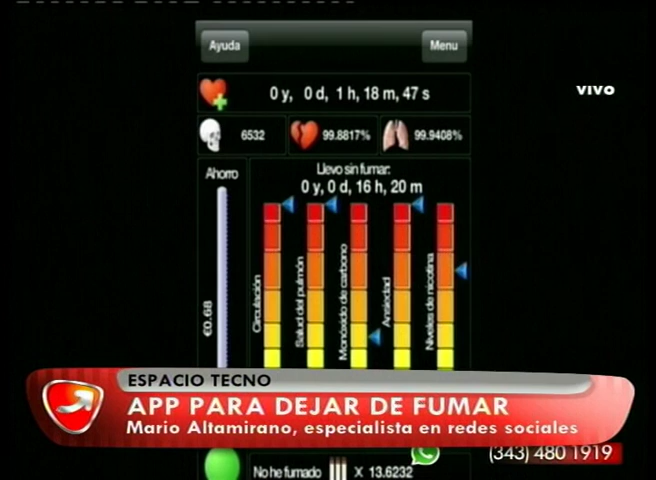 Ayuda
Menu
0 y, 0 d, 1 h, 18 m, 47 s
VIVO
6532
99.8817%
99.9408%
Ahorro
Llevo sin fumar:
0 y, 0 d, 16 h, 20 m
€0.68
Circulación
Salud del pulmón
Monóxido de carbono
Ansiedad
Niveles de nicotina
ESPACIO TECNO
APP PARA DEJAR DE FUMAR
Mario Altamirano, especialista en redes sociales
(343) 480 1919
No he fumado X 13.6232